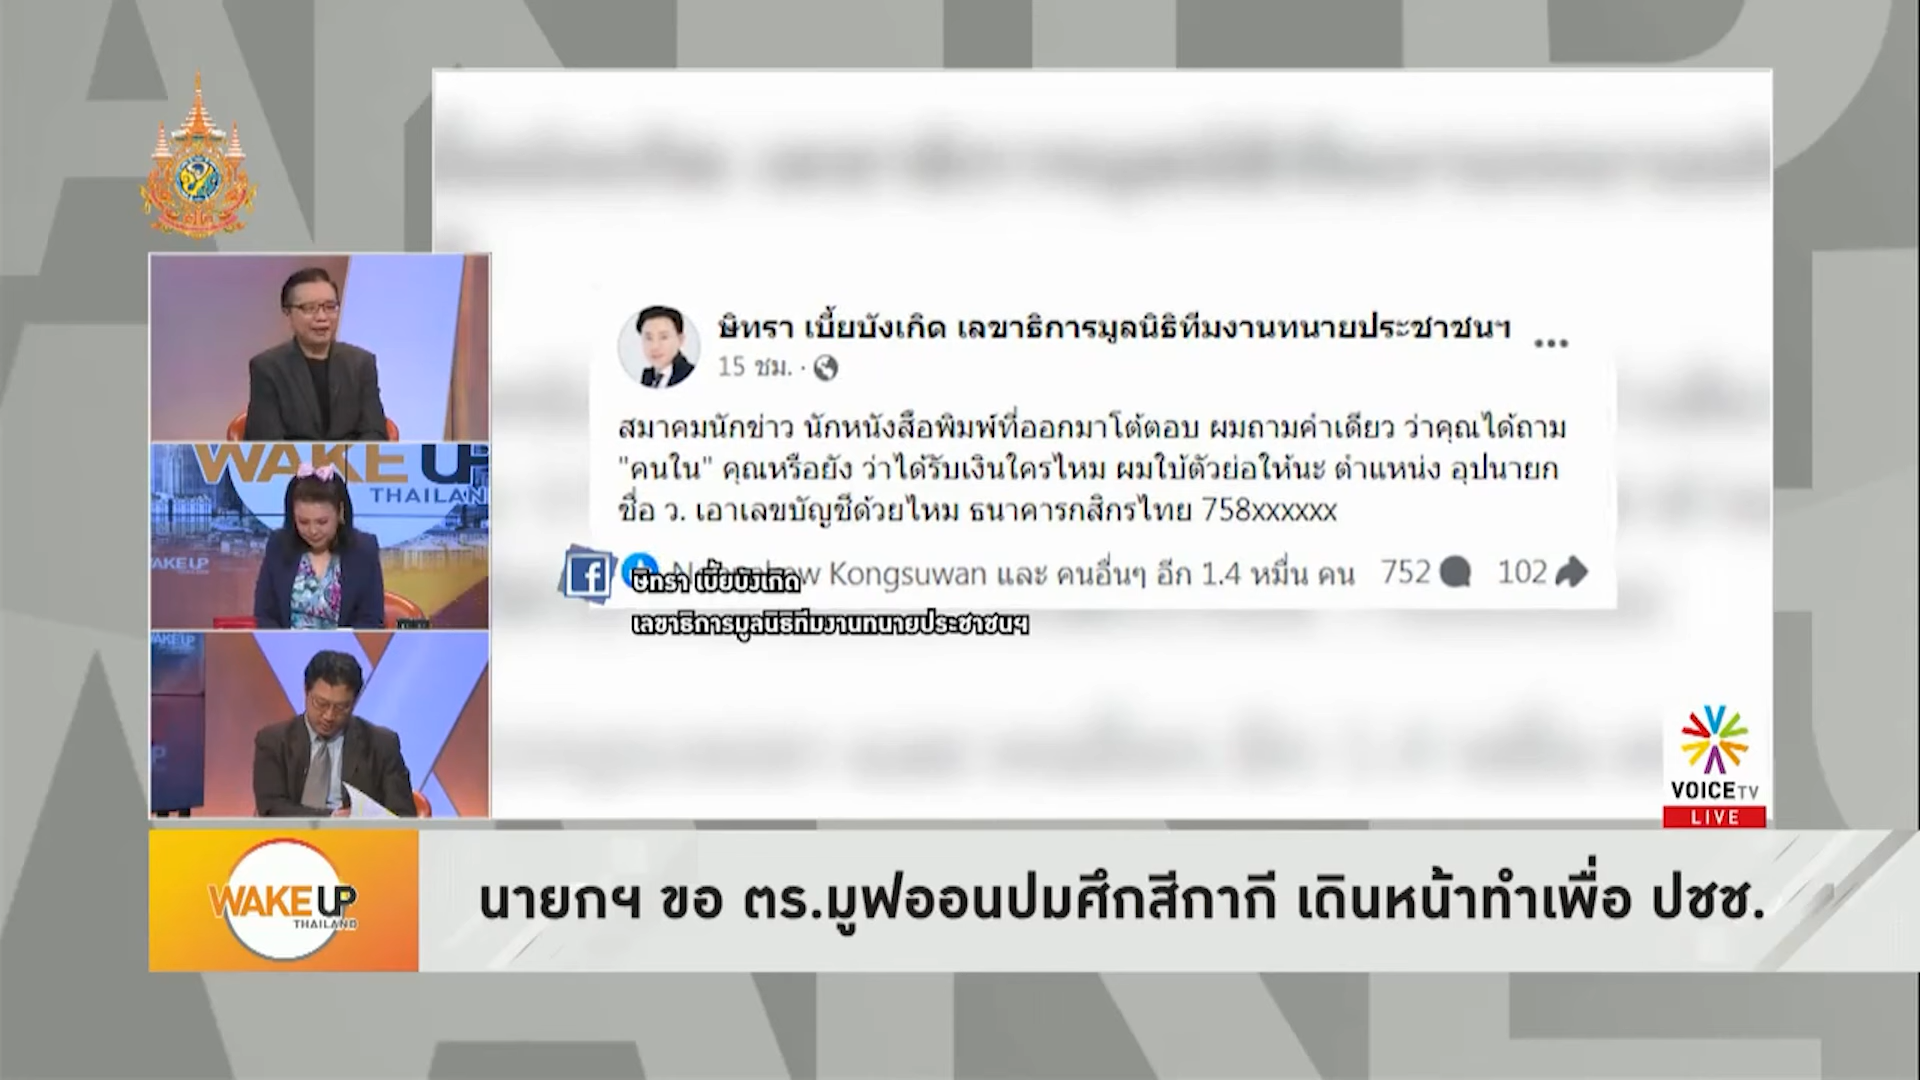 ษิทรา เบี้ยบังเกิด เลขาธิการมูลนิธิทีมงานทนายประชาชนฯ
15 ชม.
สมาคมนักข่าว นักหนังสือพิมพ์ที่ออกมาโต้ตอบ ผมถามคำเดียว ว่าคุณได้ถาม
"คนใน" คุณหรือยัง ว่าได้รับเงินใครไหม ผมใบ้ตัวย่อให้นะ ตำแหน่ง อุปนายก
ชื่อ ว. เอาเลขบัญชีด้วยไหม ธนาคารกสิกรไทย 758xxxxxx
Kongsuwan และ คนอื่นๆ อีก 1.4 หมื่น คน 752 102
f
ษิทรา เบี้ยบังเกิด
เลขาธิการมูลนิธิทีมงานทนายประชาชนฯ
WAKE UP
THAILAN
WAKE UP
VOICE TV
LIVE
WAKE UP
THAILAND
นายกฯ ขอ ตร.มูฟออนปมศึกสีกากี เดินหน้าทำเพื่อ ปชช.